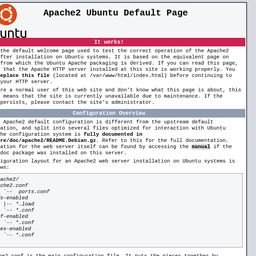 Apache2 Ubuntu Default Page
untu
It works!
the default welcome page used to test the correct operation of the Apache2
fter installation on Ubuntu systems. It is based on the equivalent page on
from which the Ubuntu Apache packaging is derived. If you can read this page,
that the Apache HTTP server installed at this site is working properly. You
eplace this file (located at /var/www/html/index.html) before continuing to
your HTTP server.
re a normal user of this web site and don't know what this page is about, this
means that the site is currently unavailable due to maintenance. If the
persists, please contact the site's administrator.
Configuration Overview
Apache2 default configuration is different from the upstream default
ation, and split into several files optimized for interaction with Ubuntu
he configuration system is fully documented in
re/doc/apache2/README.Debian.gz. Refer to this for the full documentation.
ation for the web server itself can be found by accessing the manual if the
doc package was installed on this server.
iguration layout for an Apache2 web server installation on Ubuntu systems is
ws:
ache2/
he2.conf
`-- ports.conf
s-enabled
|-- *.load
`-- *.conf
f-enabled
`-- *.conf
es-enabled
`-- *.conf